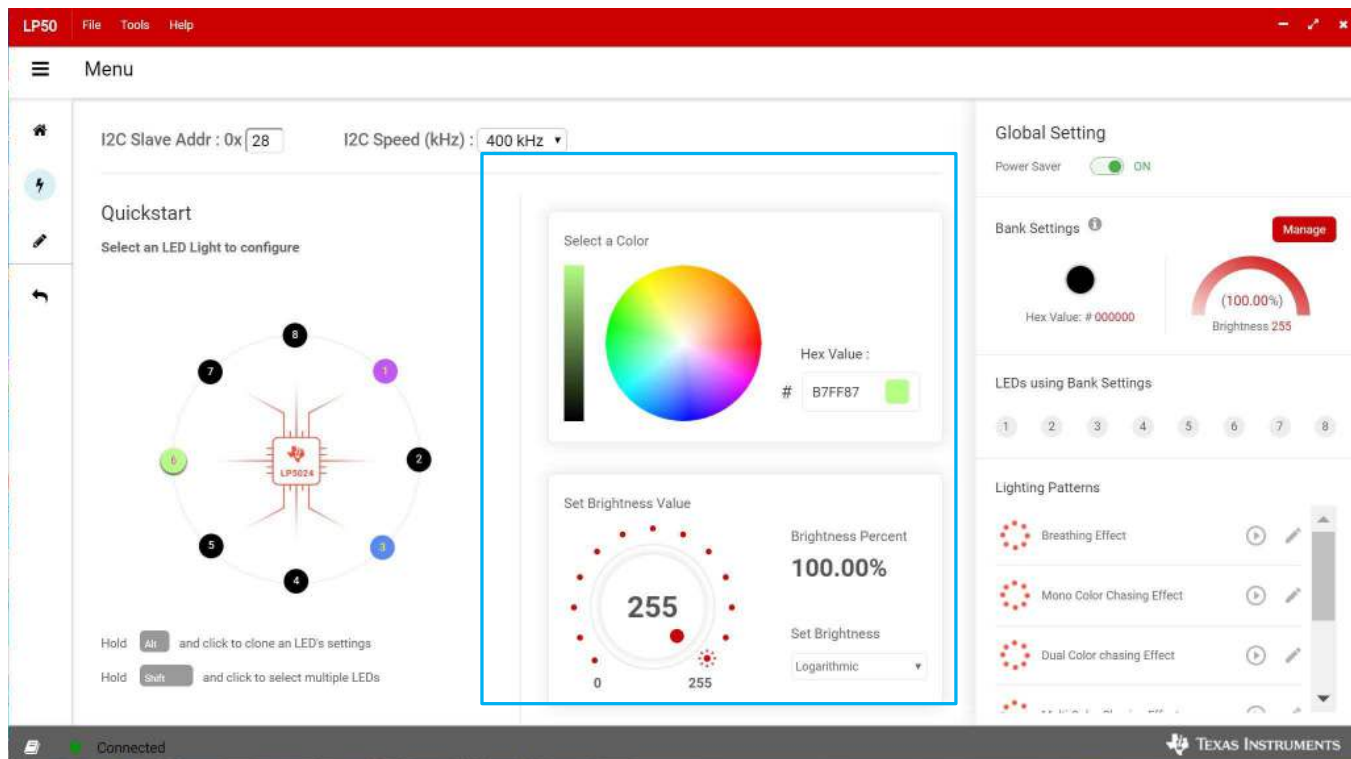 LP50 File Tools Help
Menu
I2C Slave Addr : 0x 28 I2C Speed (kHz) : 400 kHz
Quickstart
Select an LED Light to configure
8
7
1
6
LP5024
2
5
3
4
Hold Alt and click to clone an LED's settings
Hold Shift and click to select multiple LEDs
Select a Color
Hex Value :
# B7FF87
Set Brightness Value
Brightness Percent
100.00%
255
Set Brightness
Logarithmic
0 255
Global Setting
Power Saver ON
Bank Settings Manage
(100.00%)
Hex Value: # 000000
Brightness 255
LEDs using Bank Settings
1 2 3 4 5 6 7 8
Lighting Patterns
Breathing Effect
Mono Color Chasing Effect
Dual Color chasing Effect
Connected
TEXAS INSTRUMENTS